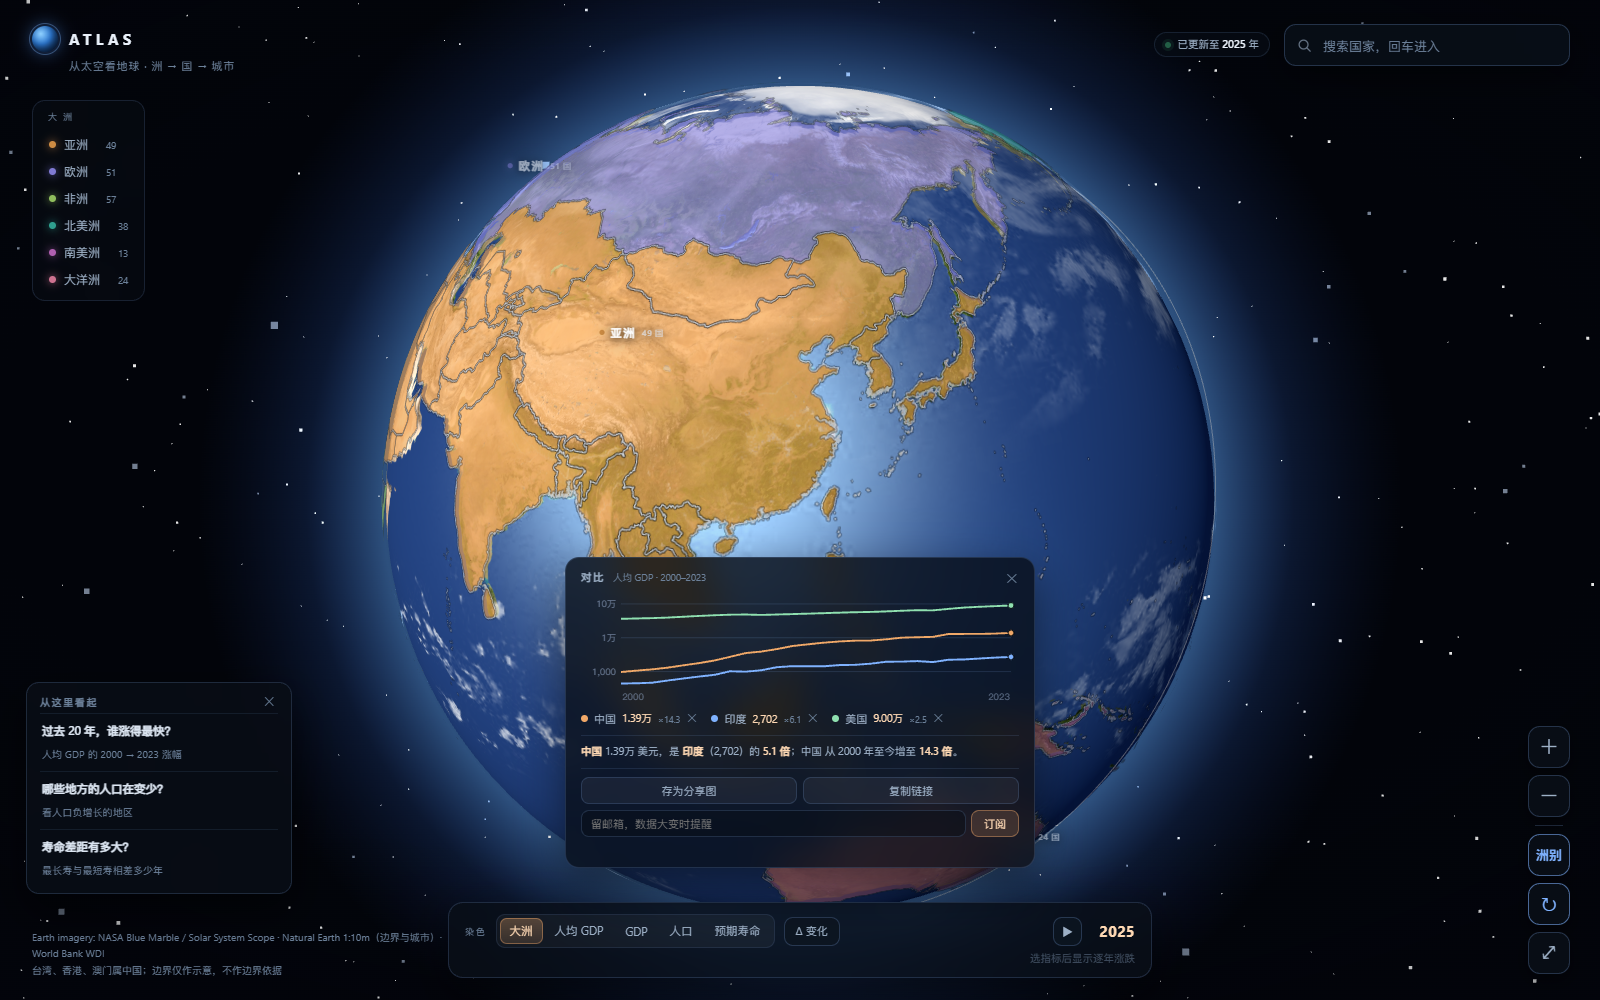 ATLAS
从太空看地球 · 洲 → 国 → 城市
已更新至 2025 年
搜索国家，回车进入
大 洲
亚洲 49
欧洲 51
非洲 57
北美洲 38
南美洲 13
大洋洲 24
欧洲 51 国
亚洲 49 国
对比 人均 GDP · 2000–2023
10万
1万
1,000
2000 2023
中国 1.39万 ×14.3 印度 2,702 ×6.1 美国 9.00万 ×2.5
中国 1.39万 美元，是 印度（2,702）的 5.1 倍；中国 从 2000 年至今增至 14.3 倍。
存为分享图 复制链接
留邮箱，数据大变时提醒 订阅
24 国
从这里看起
过去 20 年，谁涨得最快？
人均 GDP 的 2000 → 2023 涨幅
哪些地方的人口在变少？
看人口负增长的地区
寿命差距有多大？
最长寿与最短寿相差多少年
Earth imagery: NASA Blue Marble / Solar System Scope · Natural Earth 1:10m（边界与城市） ·
World Bank WDI
台湾、香港、澳门属中国；边界仅作示意，不作边界依据
染色 大洲 人均 GDP GDP 人口 预期寿命 Δ 变化 2025
选指标后显示逐年涨跌
洲别